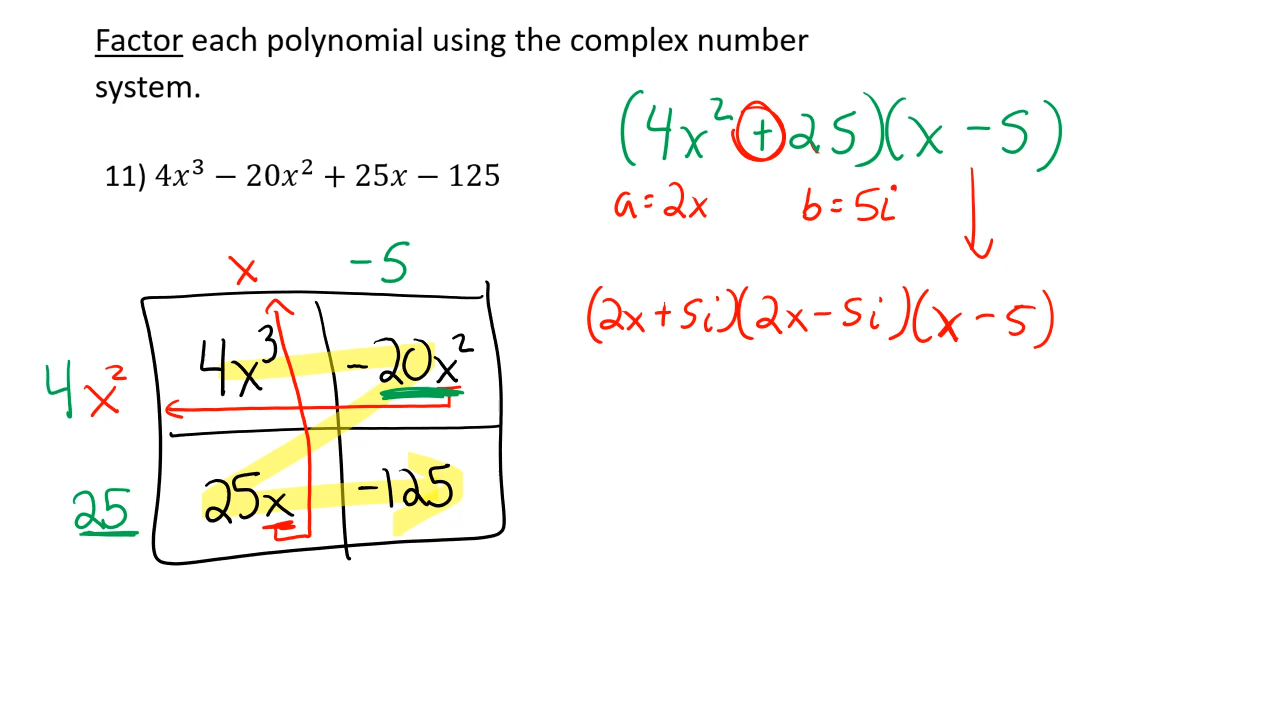 Factor each polynomial using the complex number
system.
11) 4x³ − 20x² + 25x − 125
(4x² + 25)(x − 5)
a = 2x b = 5i
(2x + 5i)(2x − 5i)(x − 5)
x −5
4x² 4x³ −20x²
25 25x −125